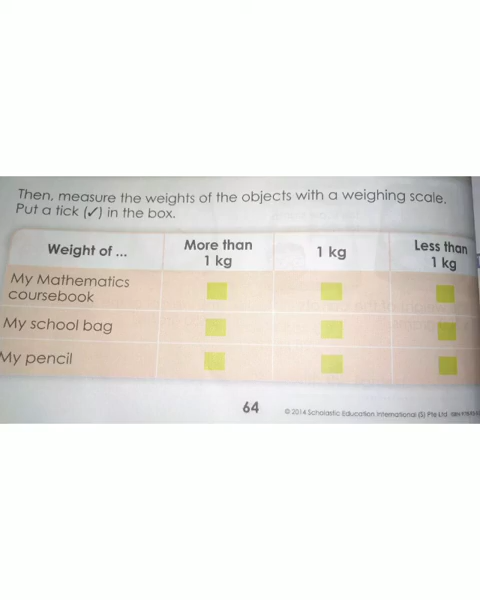 Then, measure the weights of the objects with a weighing scale.
Put a tick (✓) in the box.
Weight of ...
More than
1 kg
1 kg
Less than
1 kg
My Mathematics
coursebook
My school bag
My pencil
64
© 2014 Scholastic Education International (S) Pte Ltd